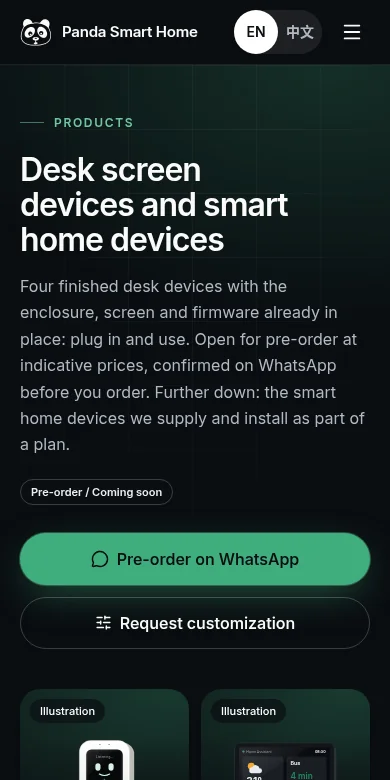 Panda Smart Home
EN 中文
PRODUCTS
Desk screen
devices and smart
home devices
Four finished desk devices with the
enclosure, screen and firmware already in
place: plug in and use. Open for pre-order at
indicative prices, confirmed on WhatsApp
before you order. Further down: the smart
home devices we supply and install as part of
a plan.
Pre-order / Coming soon
Pre-order on WhatsApp
Request customization
Illustration
Illustration
Bus
4 min